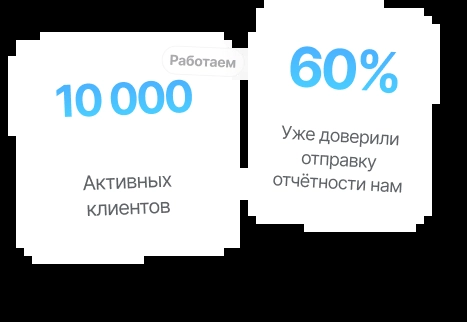 Работаем
10 000
Активных
клиентов
60%
Уже доверили
отправку
отчётности нам